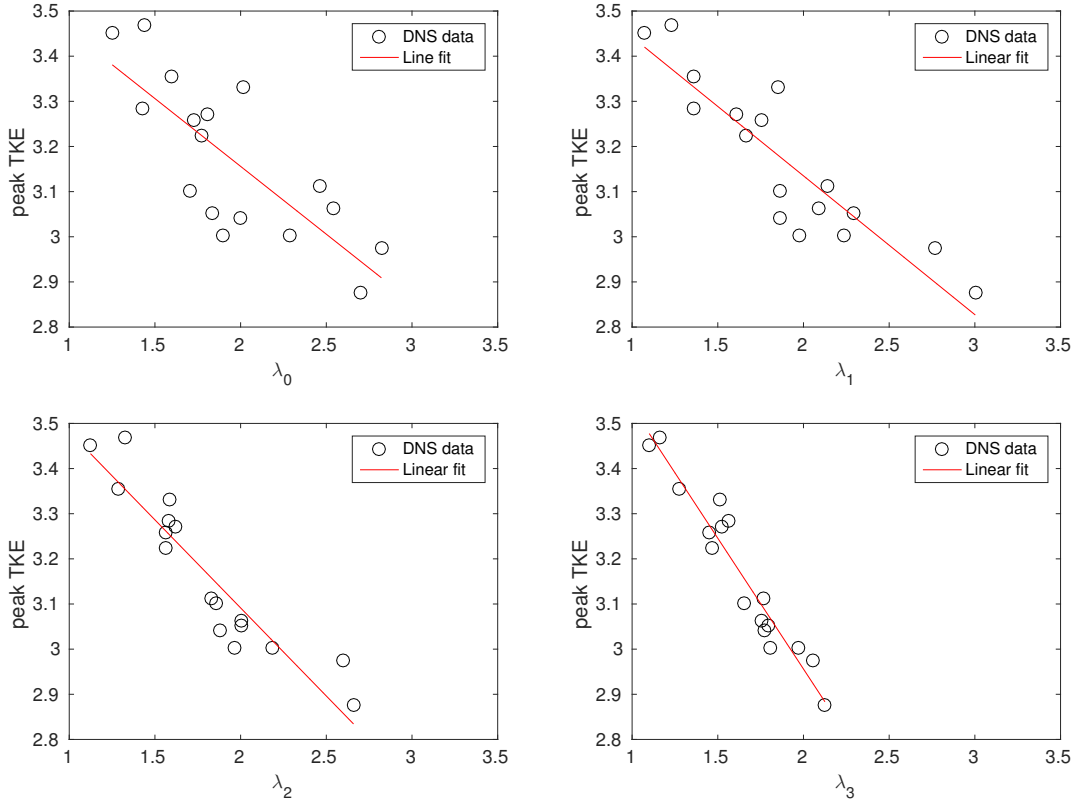 3.5
3.4
3.3
3.2
3.1
3
2.9
2.8
peak TKE
1 1.5 2 2.5 3 3.5
λ0
DNS data
Line fit
3.5
3.4
3.3
3.2
3.1
3
2.9
2.8
peak TKE
1 1.5 2 2.5 3 3.5
λ1
DNS data
Linear fit
3.5
3.4
3.3
3.2
3.1
3
2.9
2.8
peak TKE
1 1.5 2 2.5 3 3.5
λ2
DNS data
Linear fit
3.5
3.4
3.3
3.2
3.1
3
2.9
2.8
peak TKE
1 1.5 2 2.5 3 3.5
λ3
DNS data
Linear fit